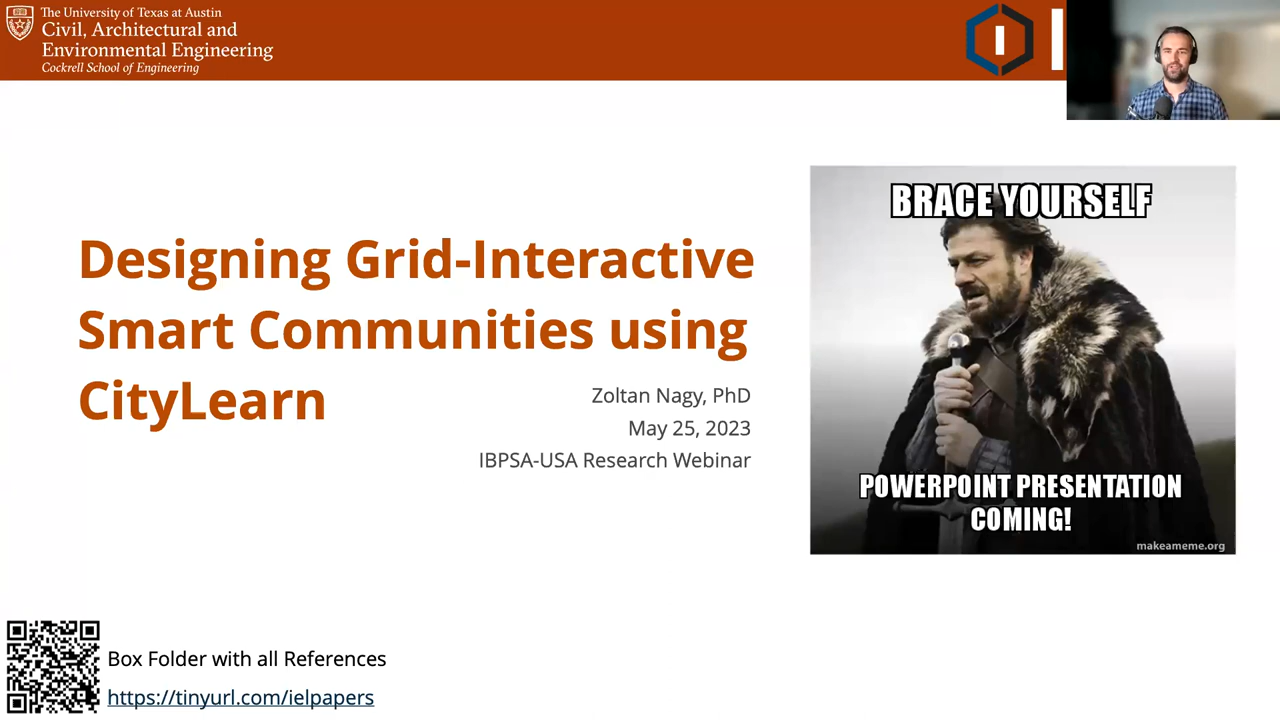 The University of Texas at Austin
Civil, Architectural and
Environmental Engineering
Cockrell School of Engineering
Designing Grid-Interactive
Smart Communities using
CityLearn
Zoltan Nagy, PhD
May 25, 2023
IBPSA-USA Research Webinar
BRACE YOURSELF
POWERPOINT PRESENTATION
COMING!
makeameme.org
Box Folder with all References
https://tinyurl.com/ielpapers